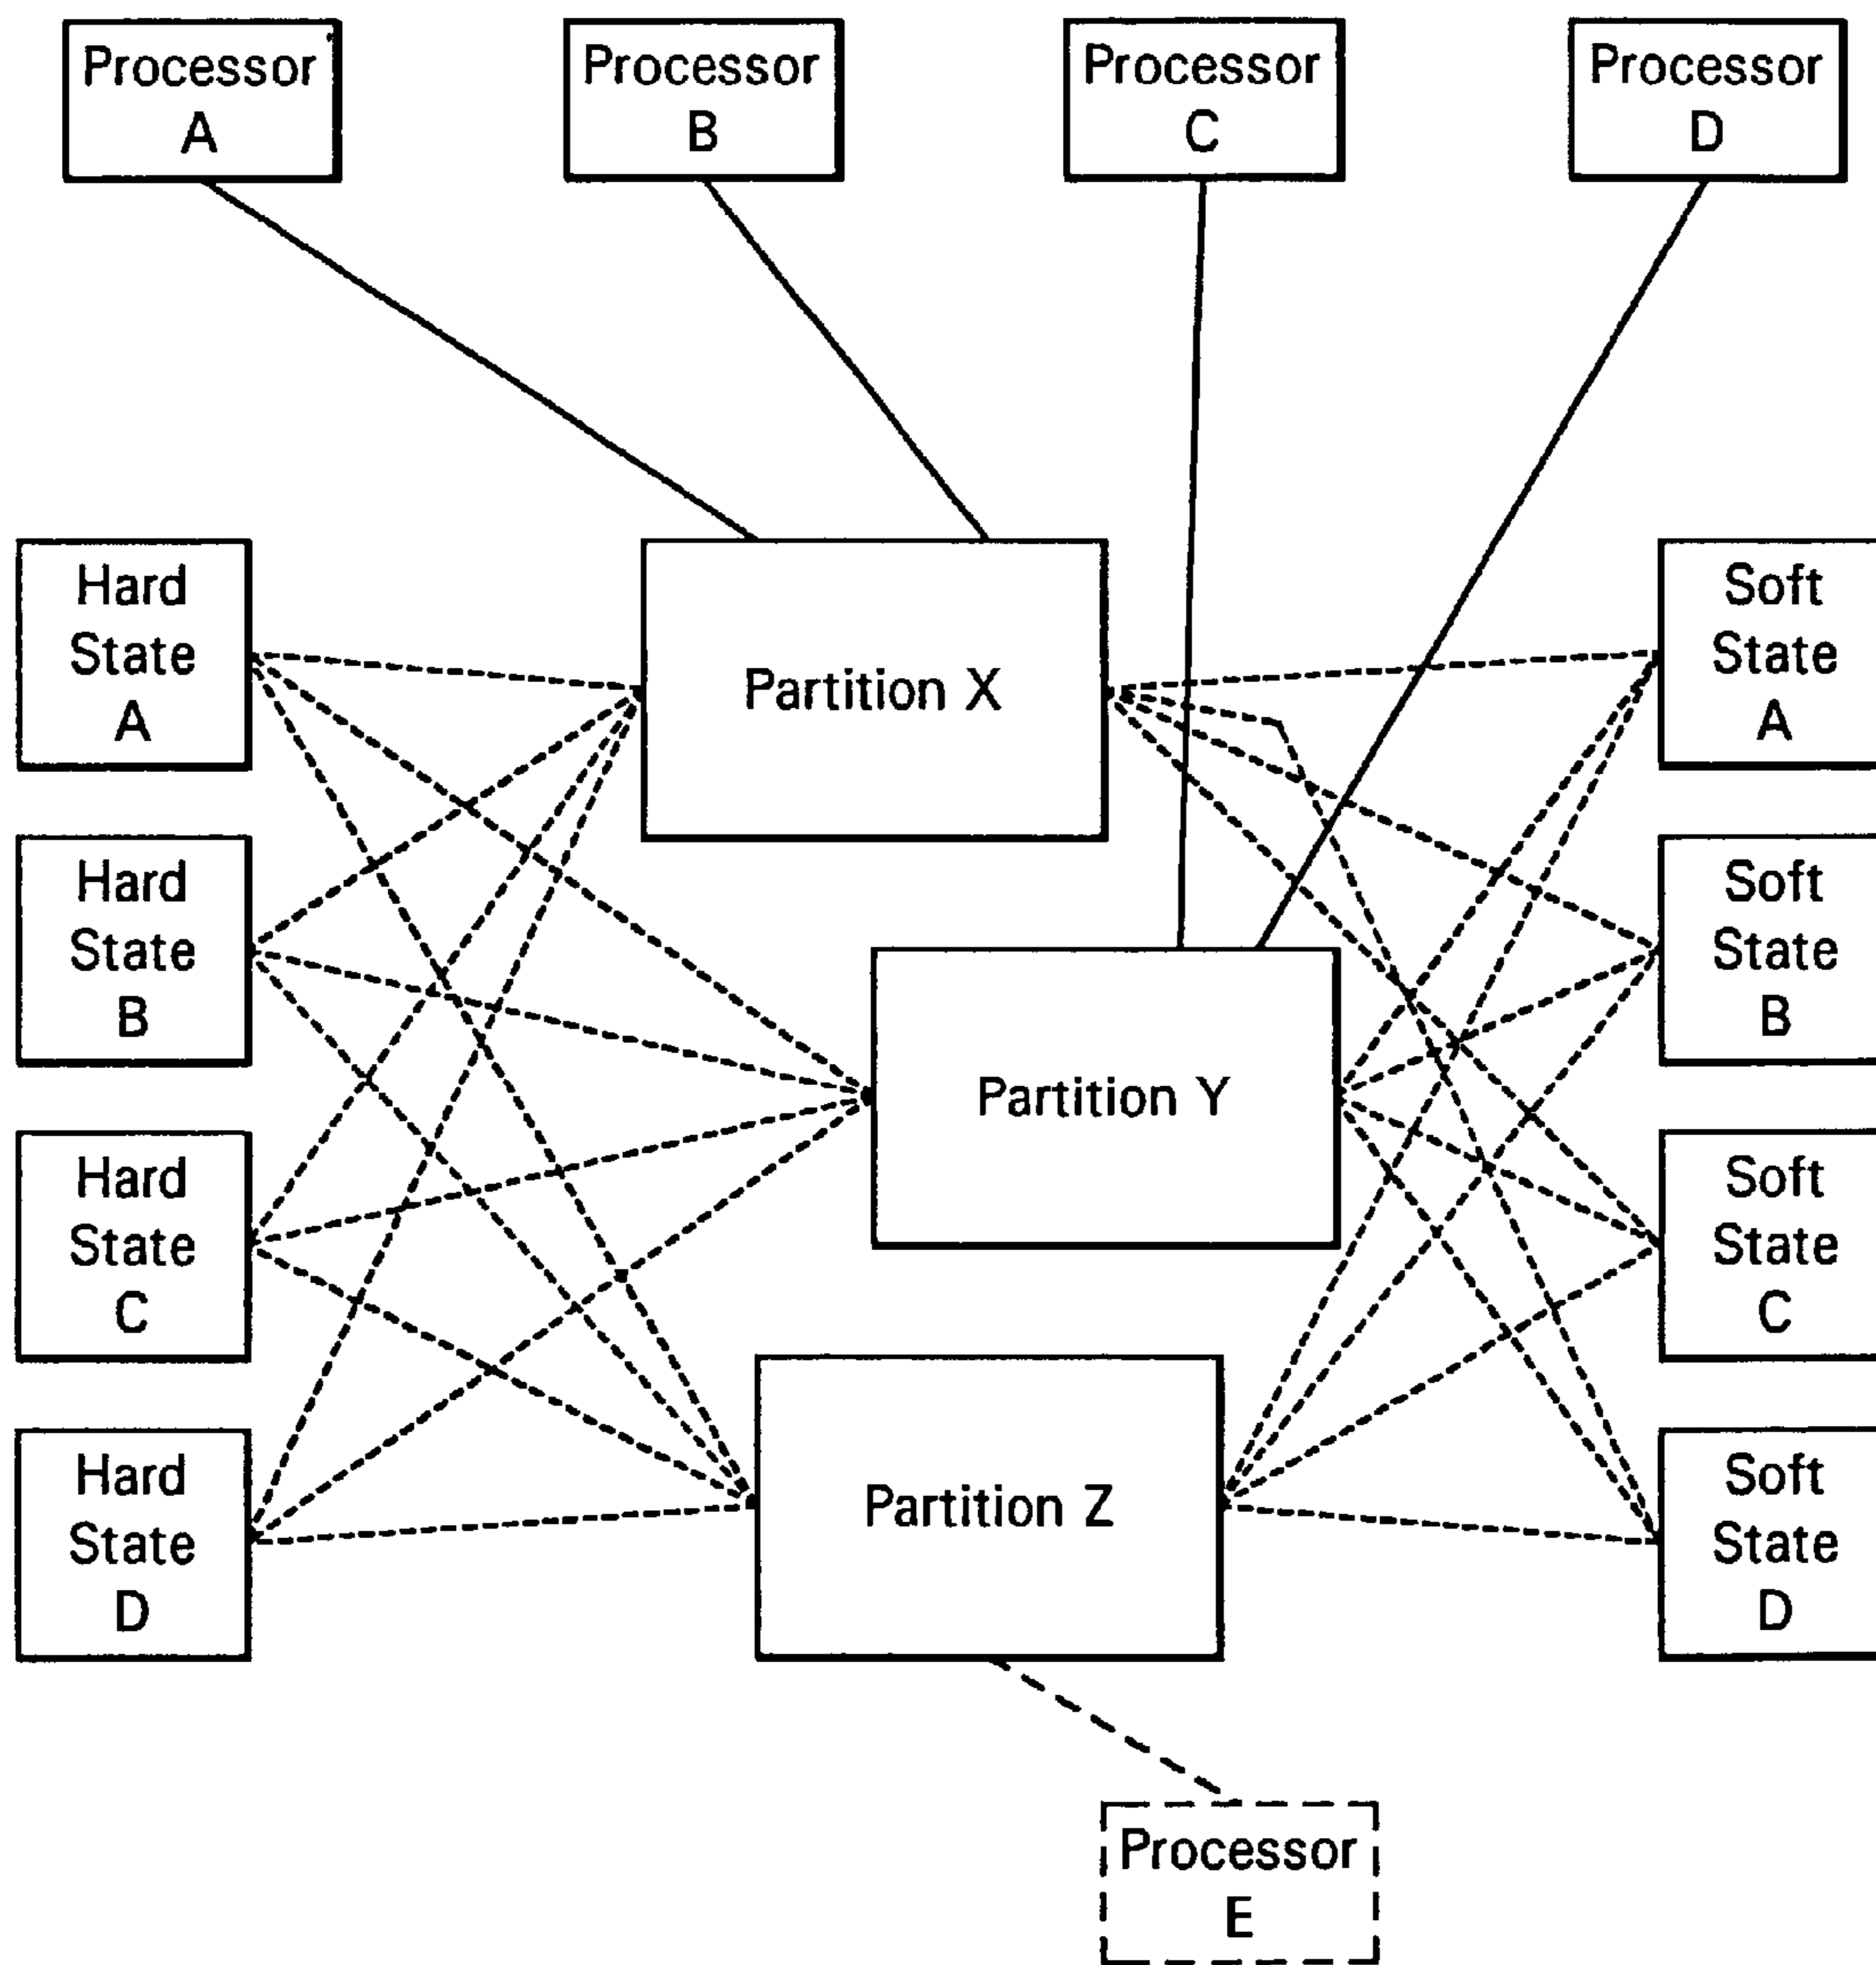 Processor
A
Processor
B
Processor
C
Processor
D
Hard
State
A
Partition X
Soft
State
A
Hard
State
B
Soft
State
B
Partition Y
Hard
State
C
Soft
State
C
Hard
State
D
Partition Z
Soft
State
D
Processor
E